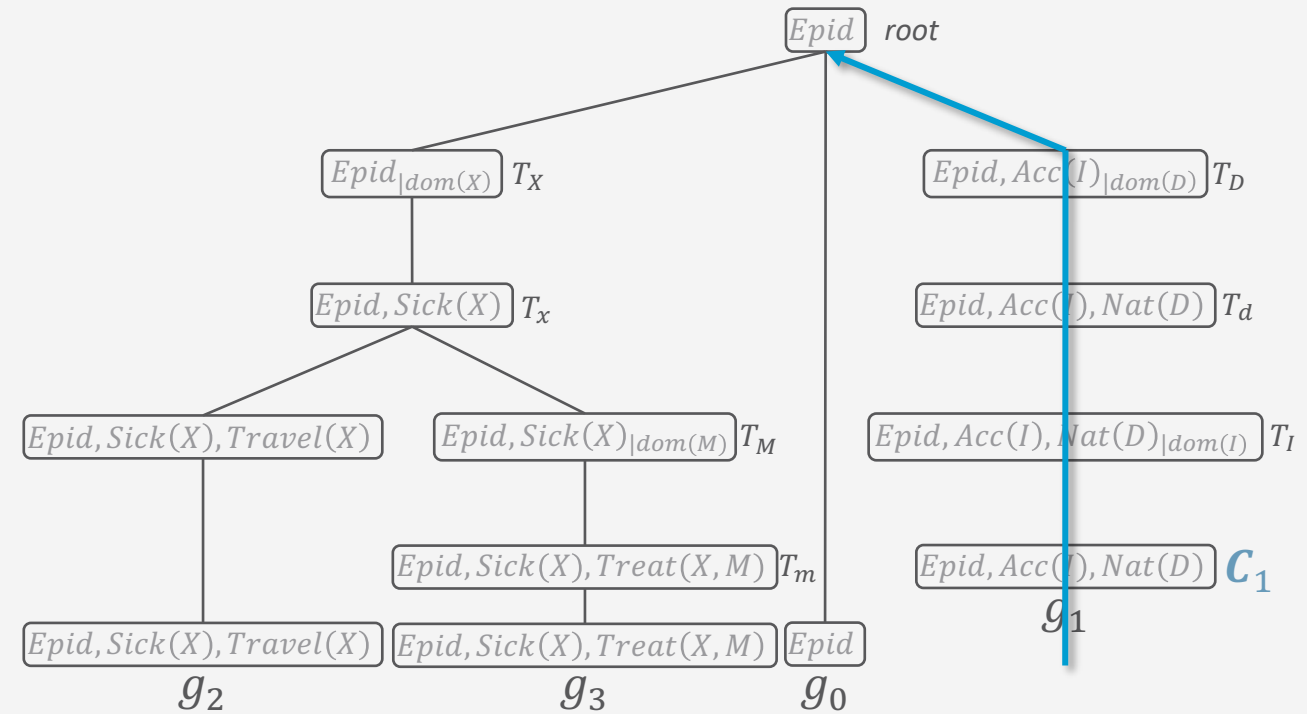 Epid root
Epid_{|dom(X)} T_X
Epid, Acc(I)_{|dom(D)} T_D
Epid, Sick(X) T_x
Epid, Acc(I), Nat(D) T_d
Epid, Sick(X), Travel(X)
Epid, Sick(X)_{|dom(M)} T_M
Epid, Acc(I), Nat(D)_{|dom(I)} T_I
Epid, Sick(X), Treat(X, M) T_m
Epid, Acc(I), Nat(D) C_1
g_1
Epid, Sick(X), Travel(X)
Epid, Sick(X), Treat(X, M)
Epid
g_2
g_3
g_0